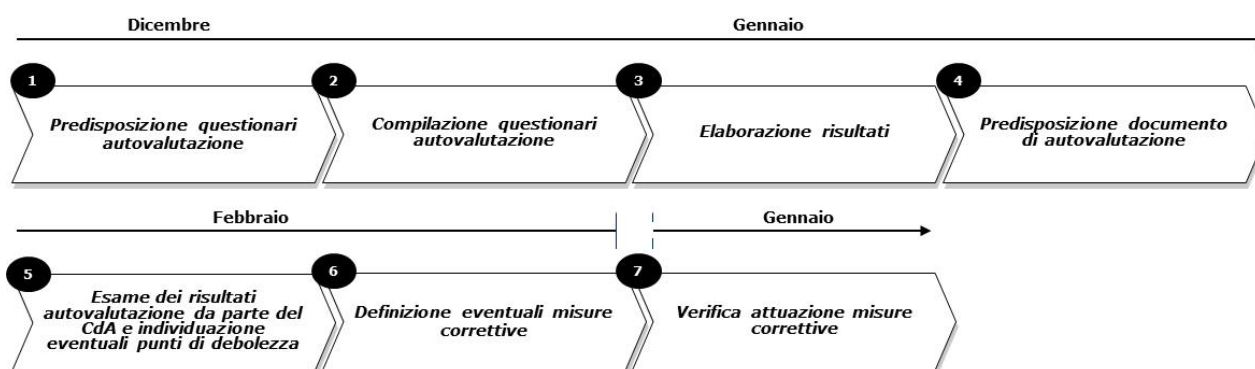 Dicembre Gennaio
1 2 3 4
Predisposizione questionari
autovalutazione
Compilazione questionari
autovalutazione
Elaborazione risultati
Predisposizione documento
di autovalutazione
Febbraio Gennaio
5 6 7
Esame dei risultati
autovalutazione da parte del
CdA e individuazione
eventuali punti di debolezza
Definizione eventuali misure
correttive
Verifica attuazione misure
correttive